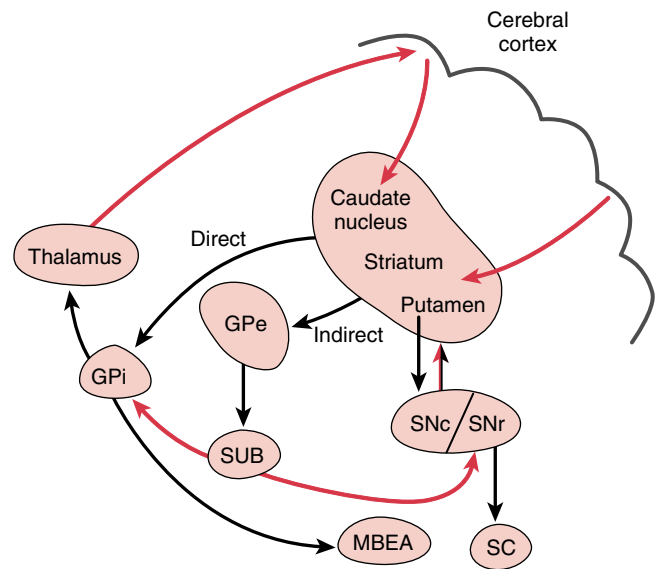 Cerebral
cortex
Caudate
nucleus
Direct
Thalamus
Striatum
Putamen
GPe
Indirect
GPi
SNc
SNr
SUB
MBEA
SC